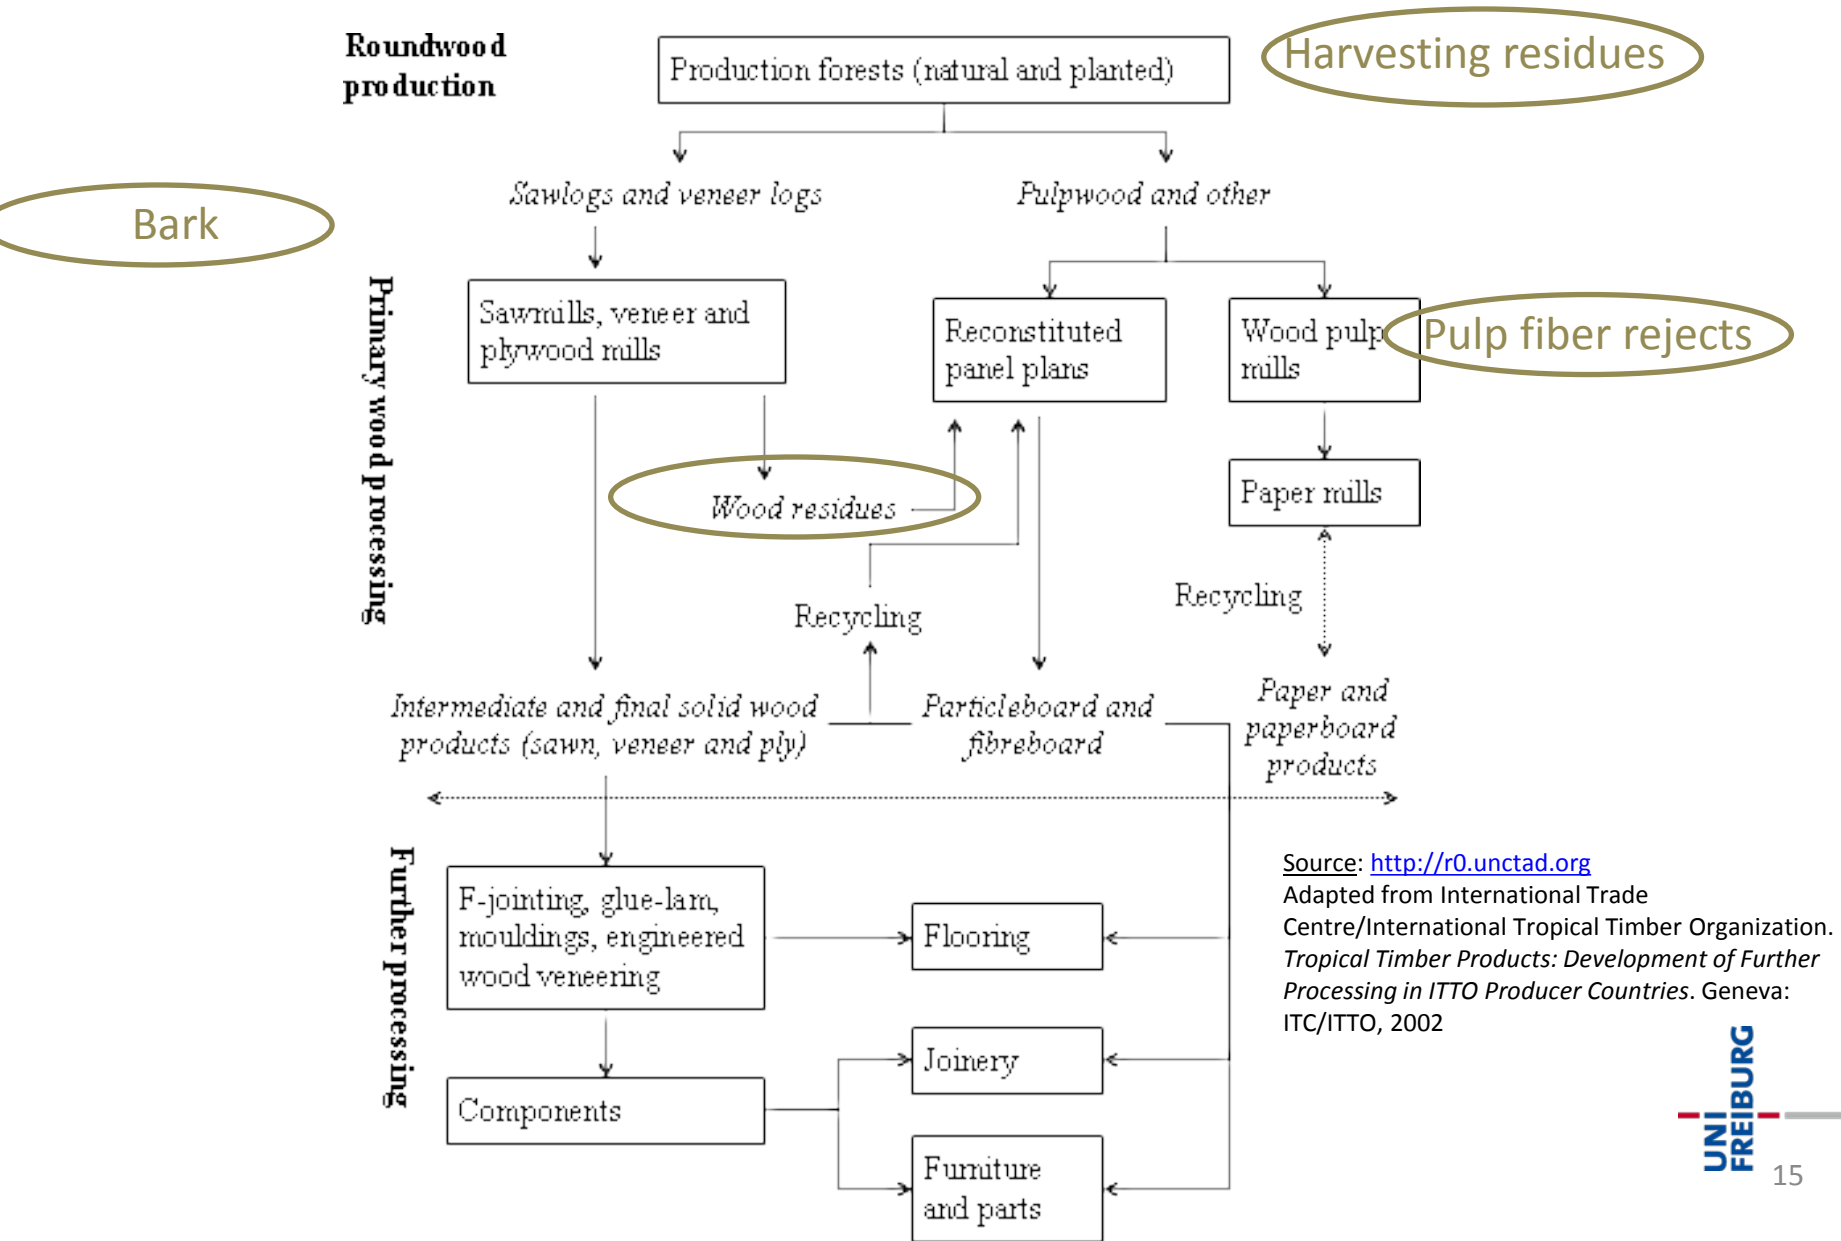 Roundwood
production
Production forests (natural and planted)
Harvesting residues
Sawlogs and veneer logs
Pulpwood and other
Bark
Primary wood processing
Sawmills, veneer and
plywood mills
Reconstituted
panel plans
Wood pulp
mills
Pulp fiber rejects
Wood residues
Paper mills
Recycling
Recycling
Intermediate and final solid wood
products (sawn, veneer and ply)
Particleboard and
fibreboard
Paper and
paperboard
products
Further processing
F-jointing, glue-lam,
mouldings, engineered
wood veneering
Flooring
Components
Joinery
Furniture
and parts
Source: http://r0.unctad.org
Adapted from International Trade
Centre/International Tropical Timber Organization.
Tropical Timber Products: Development of Further
Processing in ITTO Producer Countries. Geneva:
ITC/ITTO, 2002
UNI
FREIBURG
15